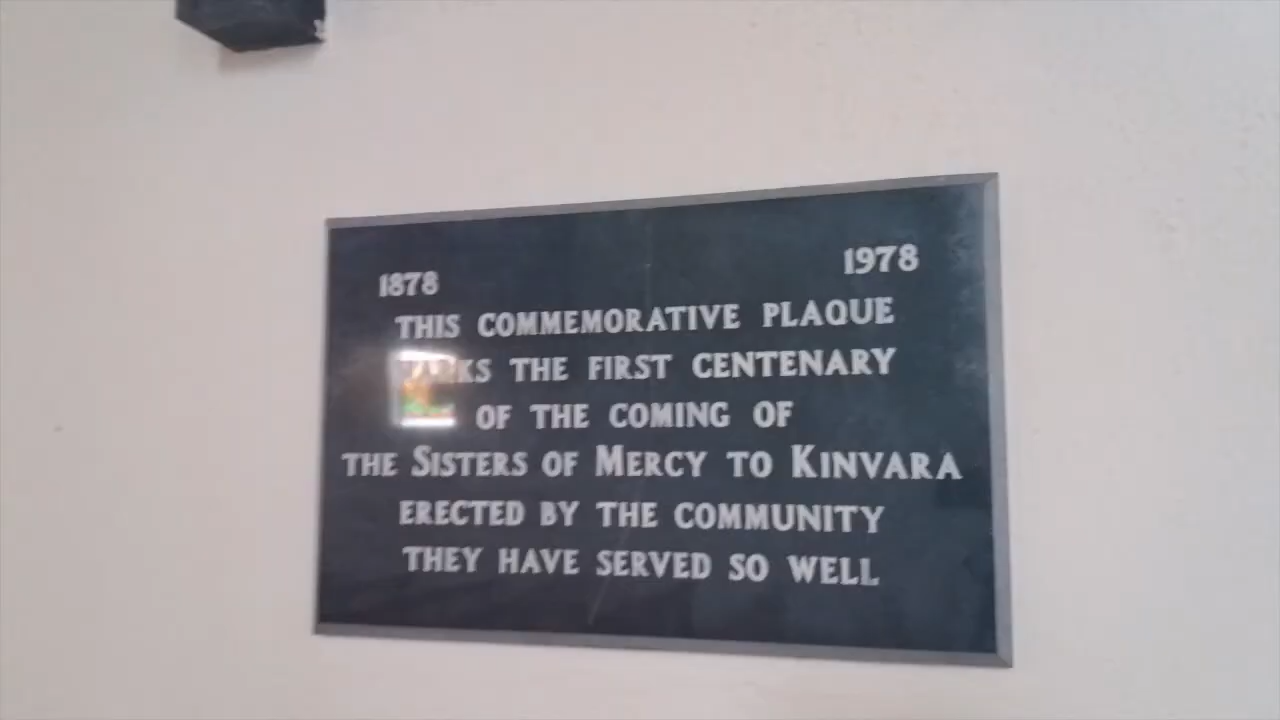 1878 1978
THIS COMMEMORATIVE PLAQUE
MARKS THE FIRST CENTENARY
OF THE COMING OF
THE SISTERS OF MERCY TO KINVARA
ERECTED BY THE COMMUNITY
THEY HAVE SERVED SO WELL